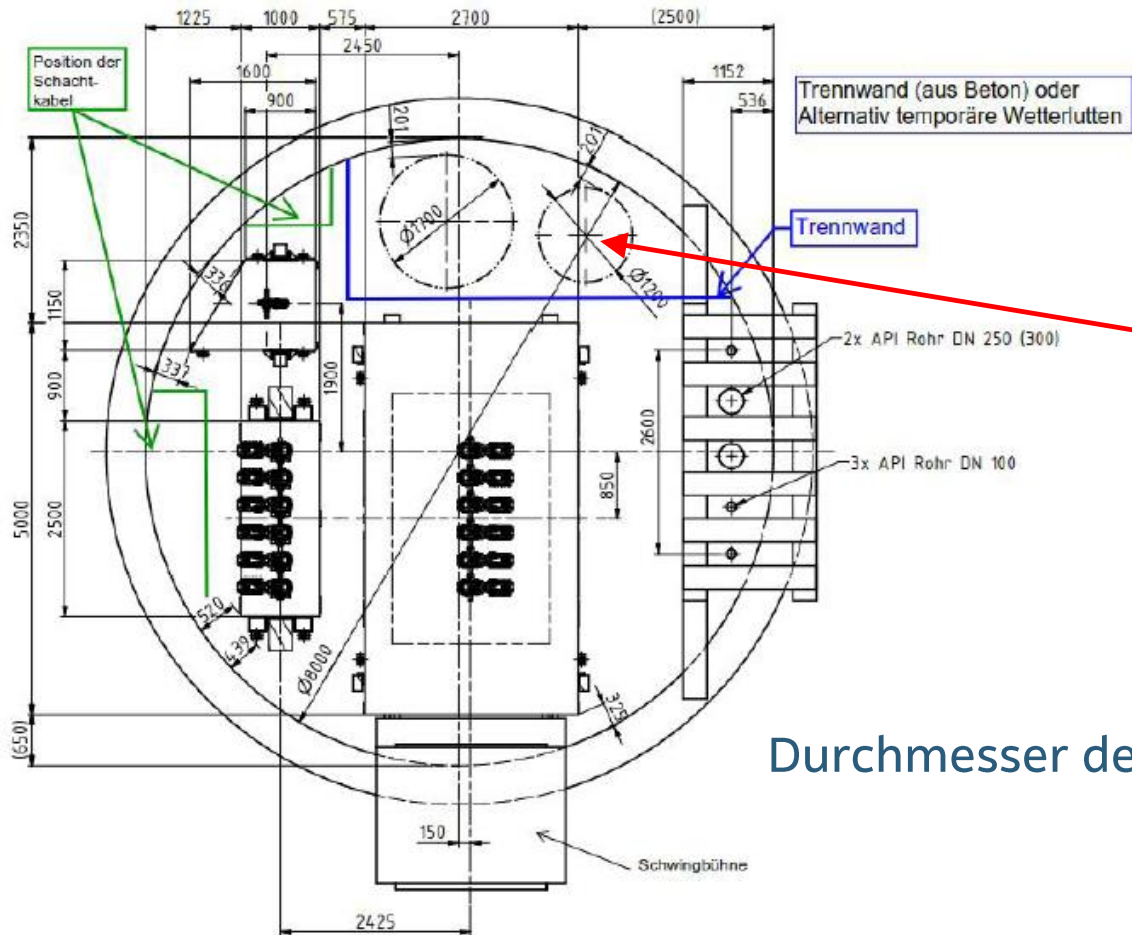 1225
1000
575
2700
(2500)
2450
Position der
Schacht-
kabel
1600
900
1152
536
Trennwand (aus Beton) oder
Alternativ temporäre Wetterlutten
201
201
2350
Ø1700
Ø1200
Trennwand
1150
2x API Rohr DN 250 (300)
337
900
1900
2600
3x API Rohr DN 100
850
5000
2500
520
439
Ø8000
325
(650)
Durchmesser de
150
Schwingbühne
2425